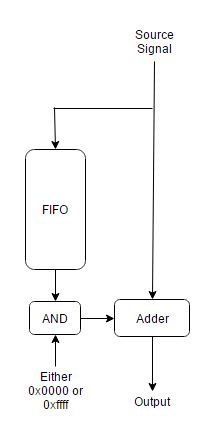 Source
Signal
FIFO
AND
Adder
Either
0x0000 or
0xffff
Output